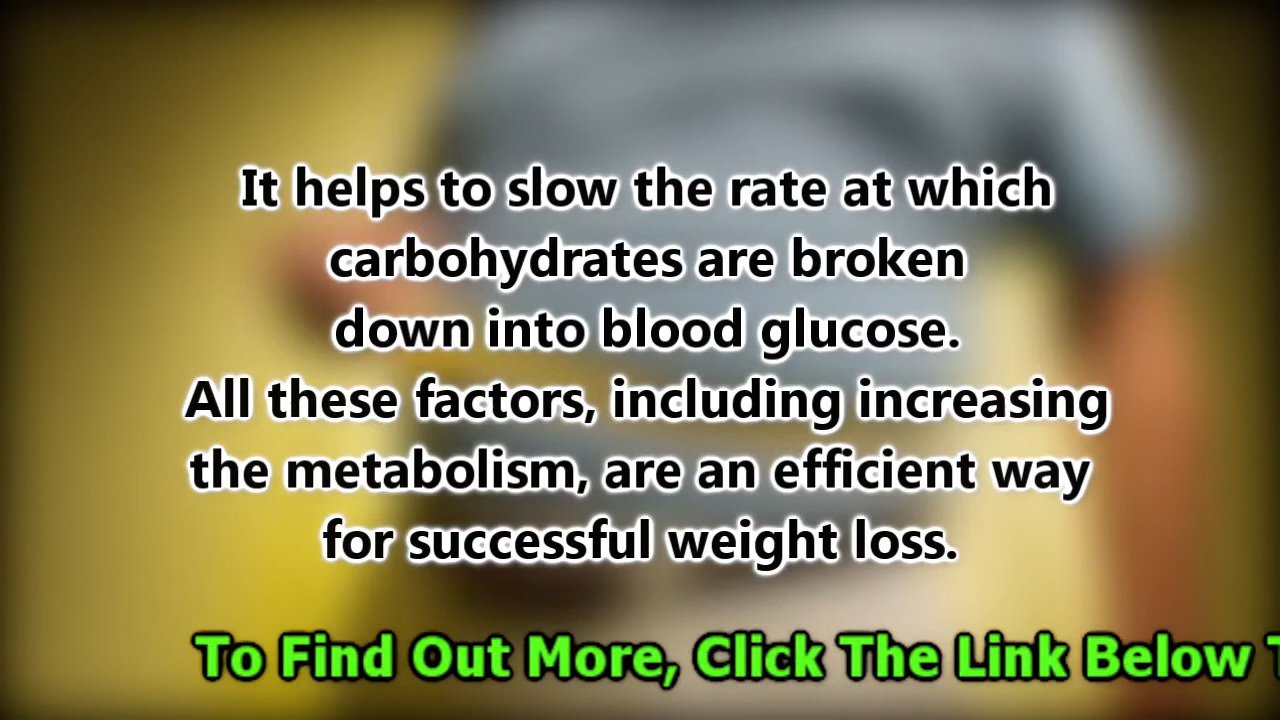 It helps to slow the rate at which
carbohydrates are broken
down into blood glucose.
All these factors, including increasing
the metabolism, are an efficient way
for successful weight loss.
To Find Out More, Click The Link Below